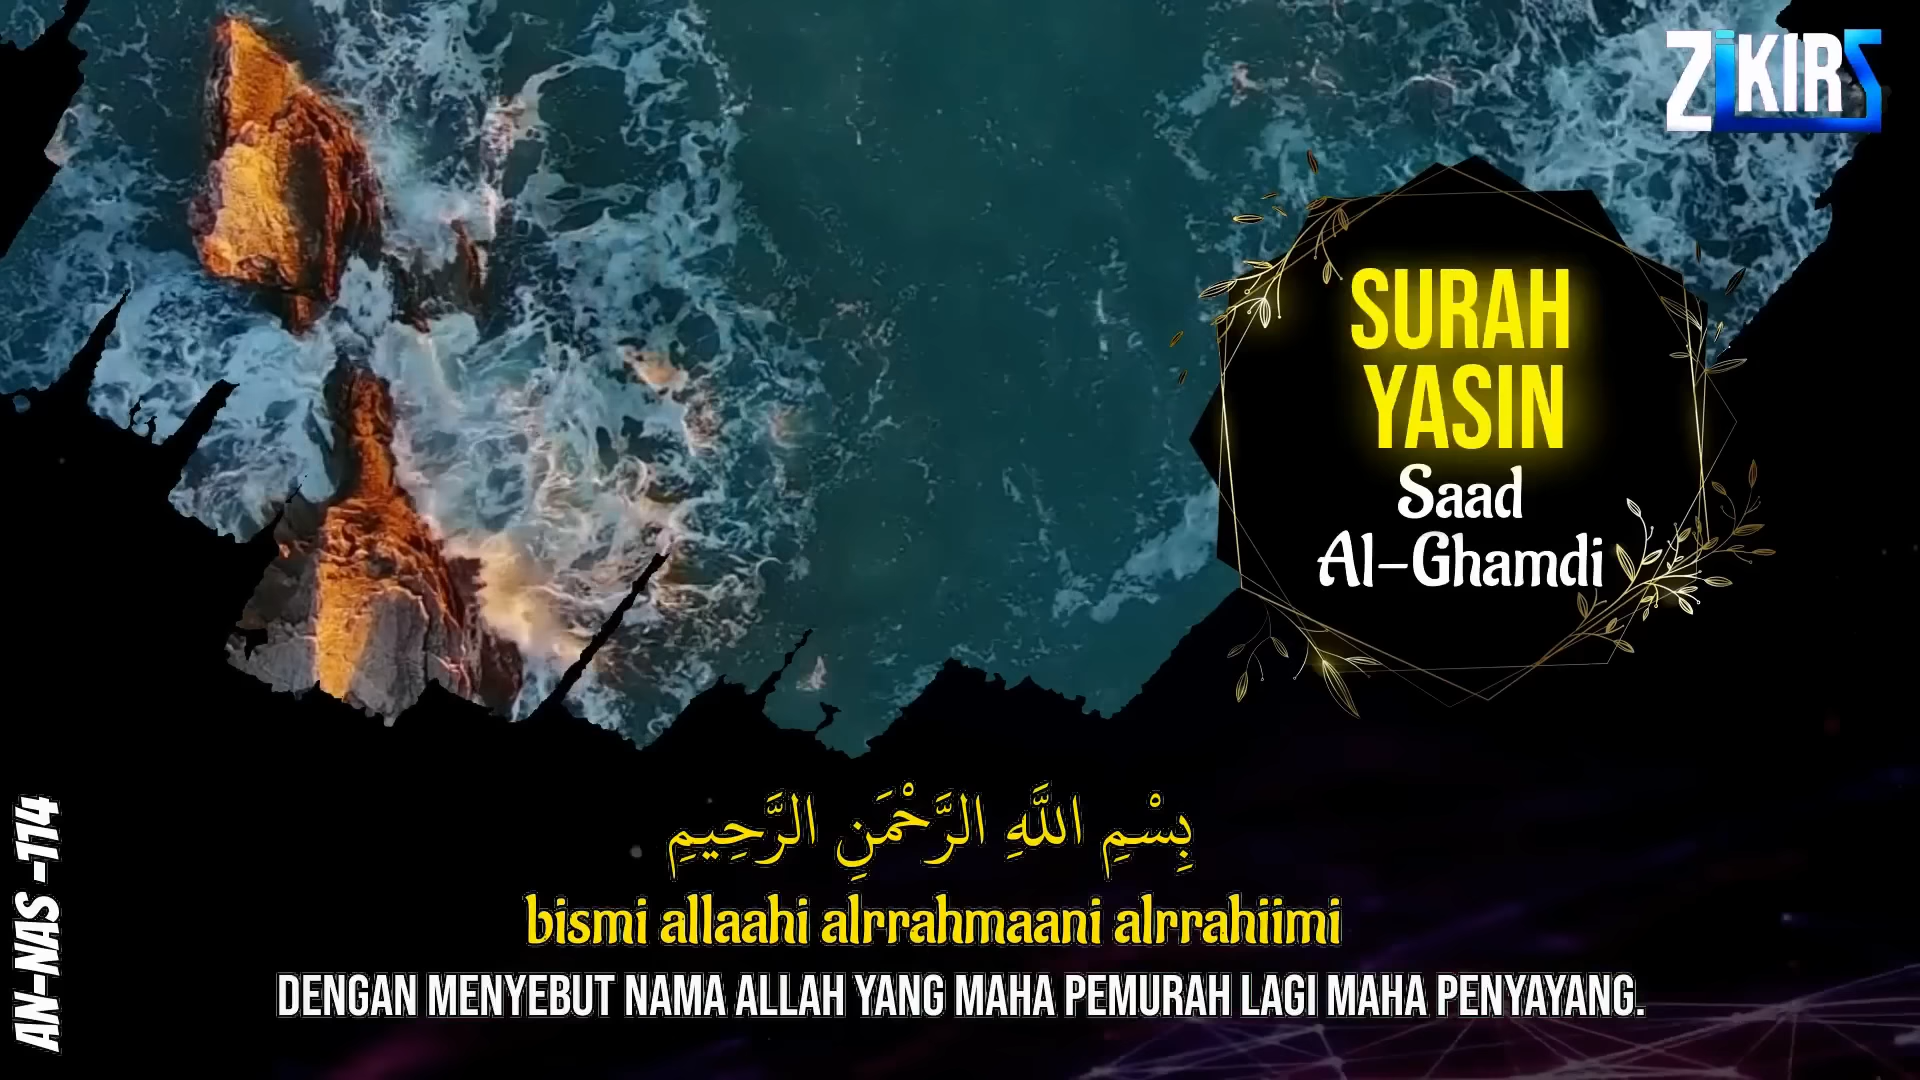 ZiKIRS
SURAH
YASIN
Saad
Al-Ghamdi
بِسْمِ اللَّهِ الرَّحْمَنِ الرَّحِيمِ
bismi allaahi alrrahmaani alrrahiimi
DENGAN MENYEBUT NAMA ALLAH YANG MAHA PEMURAH LAGI MAHA PENYAYANG.
AN-NAS -114